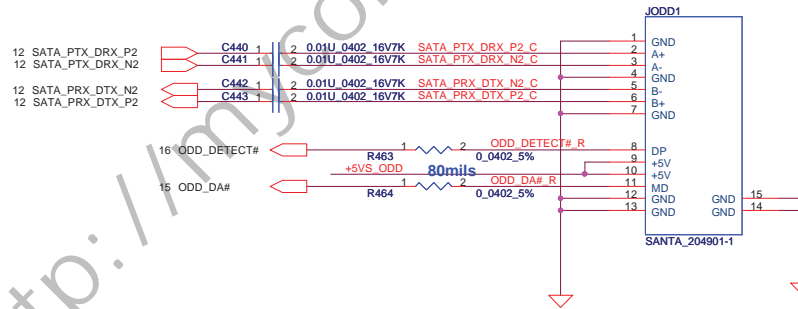 JODD1
1 GND
12 SATA_PTX_DRX_P2 C440 1 2 0.01U_0402_16V7K SATA_PTX_DRX_P2_C 2 A+
12 SATA_PTX_DRX_N2 C441 1 2 0.01U_0402_16V7K SATA_PTX_DRX_N2_C 3 A-
4 GND
12 SATA_PRX_DTX_N2 C442 1 2 0.01U_0402_16V7K SATA_PRX_DTX_N2_C 5 B-
12 SATA_PRX_DTX_P2 C443 1 2 0.01U_0402_16V7K SATA_PRX_DTX_P2_C 6 B+
7 GND
16 ODD_DETECT# 1 2 ODD_DETECT#_R 8 DP
R463 0_0402_5%
9 +5V
+5VS_ODD 80mils 10 +5V
15 ODD_DA# 1 2 ODD_DA#_R 11 MD
R464 0_0402_5%
12 GND GND 15
13 GND GND 14
SANTA_204901-1
tp://myco